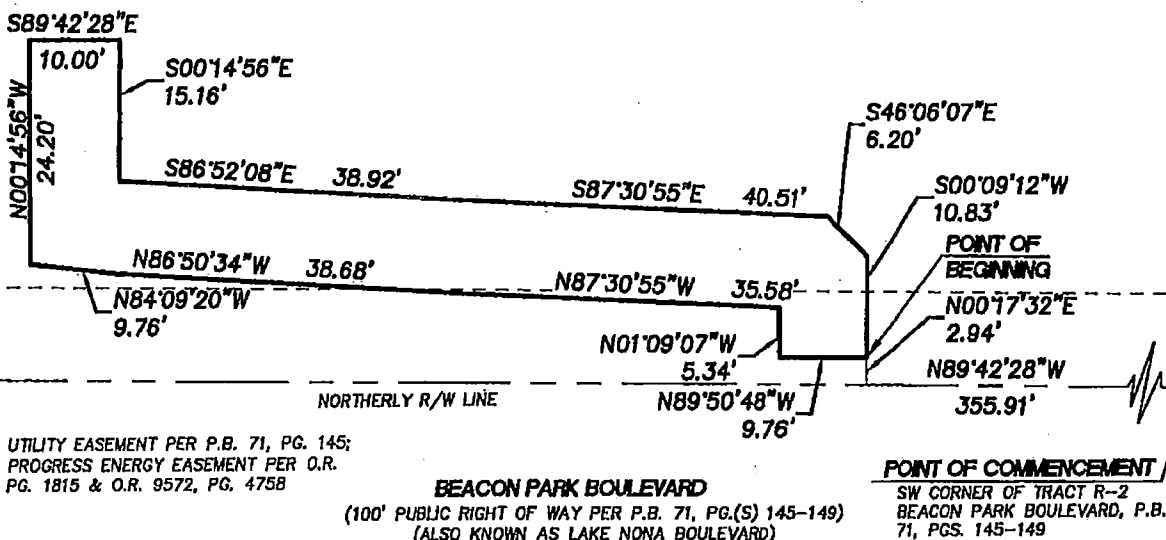 S89°42'28"E
10.00'
S00°14'56"E
15.16'
N00°14'56"W
24.20'
S86°52'08"E
38.92'
S87°30'55"E
40.51'
S46°06'07"E
6.20'
S00°09'12"W
10.83'
POINT OF
BEGINNING
N86°50'34"W
38.68'
N87°30'55"W
35.58'
N84°09'20"W
9.76'
N00°17'32"E
2.94'
N01°09'07"W
5.34'
N89°42'28"W
355.91'
N89°50'48"W
9.76'
NORTHERLY R/W LINE
UTILITY EASEMENT PER P.B. 71, PG. 145;
PROGRESS ENERGY EASEMENT PER O.R.
PG. 1815 & O.R. 9572, PG. 4758
BEACON PARK BOULEVARD
(100' PUBLIC RIGHT OF WAY PER P.B. 71, PG.(S) 145-149)
(ALSO KNOWN AS LAKE NONA BOULEVARD)
POINT OF COMMENCEMENT
SW CORNER OF TRACT R-2
BEACON PARK BOULEVARD, P.B.
71, PGS. 145-149